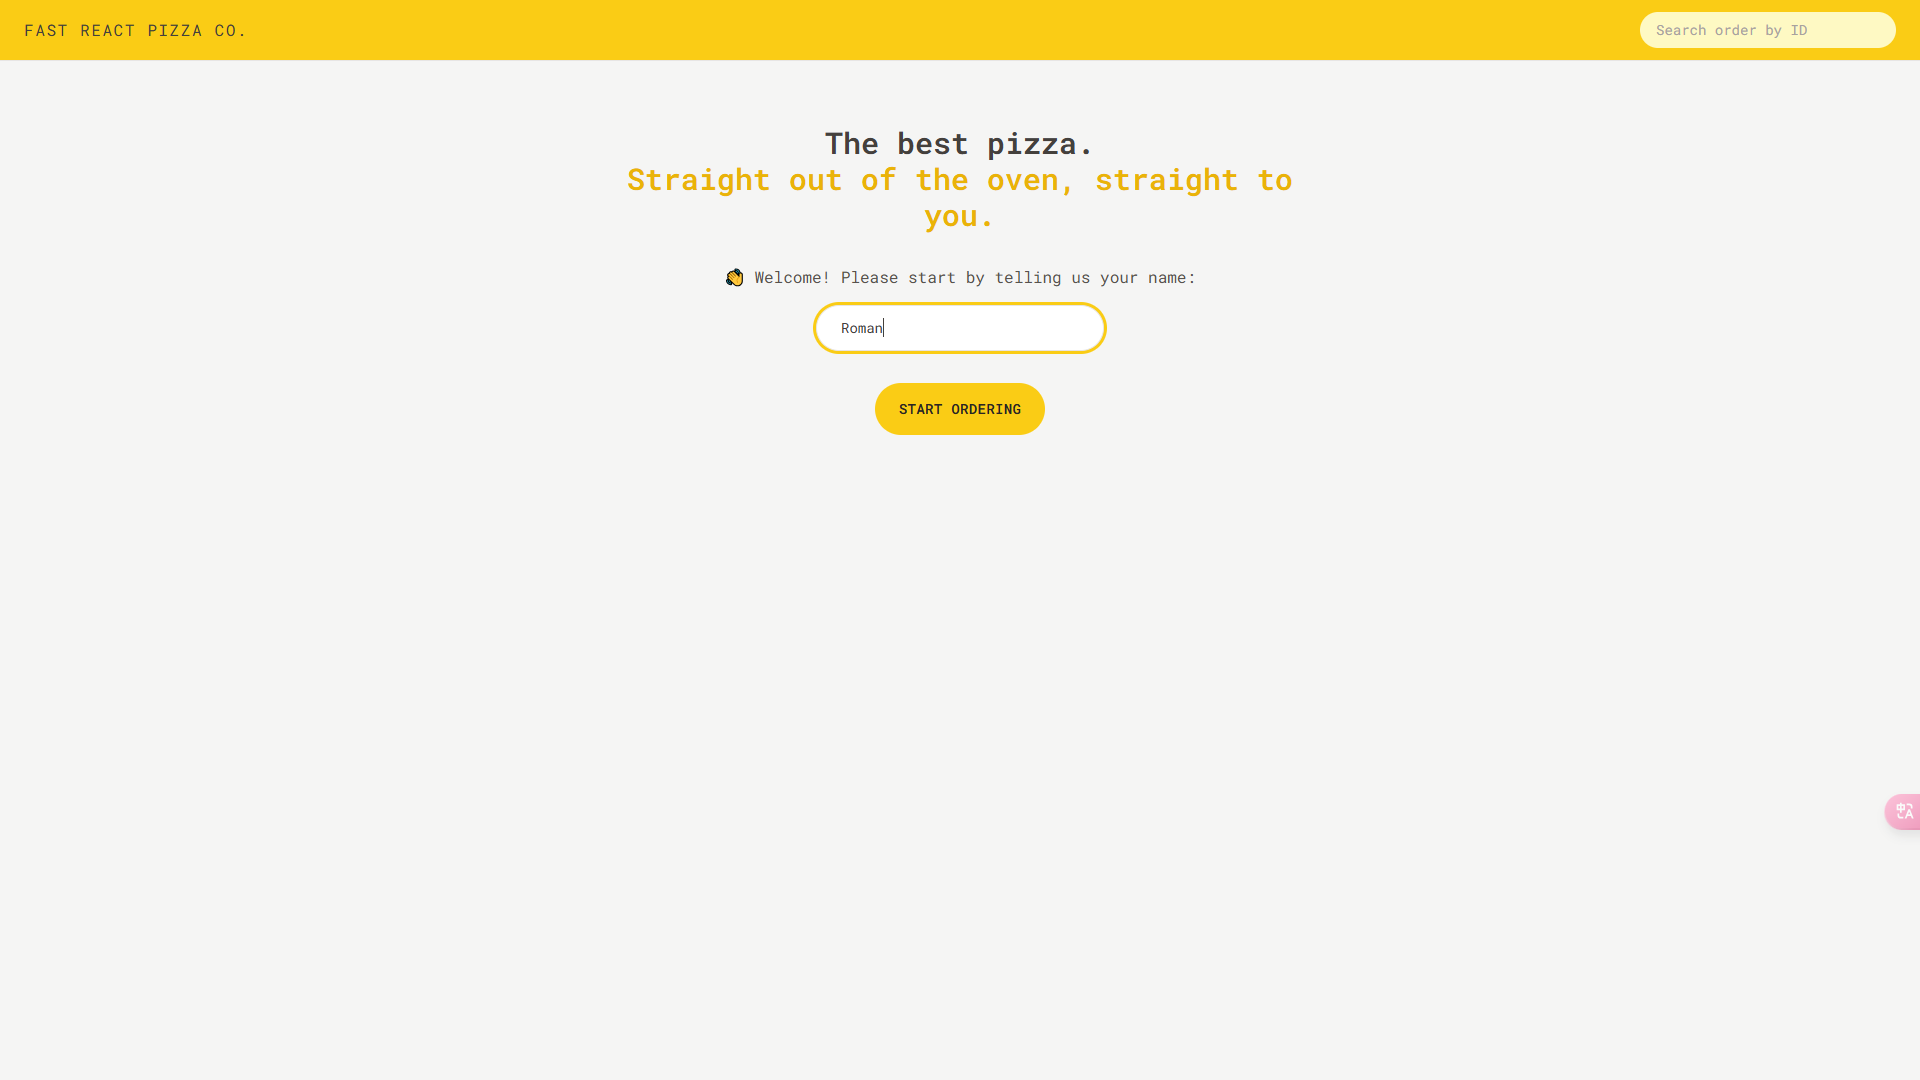 FAST REACT PIZZA CO.
Search order by ID
The best pizza.
Straight out of the oven, straight to
you.
👋 Welcome! Please start by telling us your name:
Roman
START ORDERING